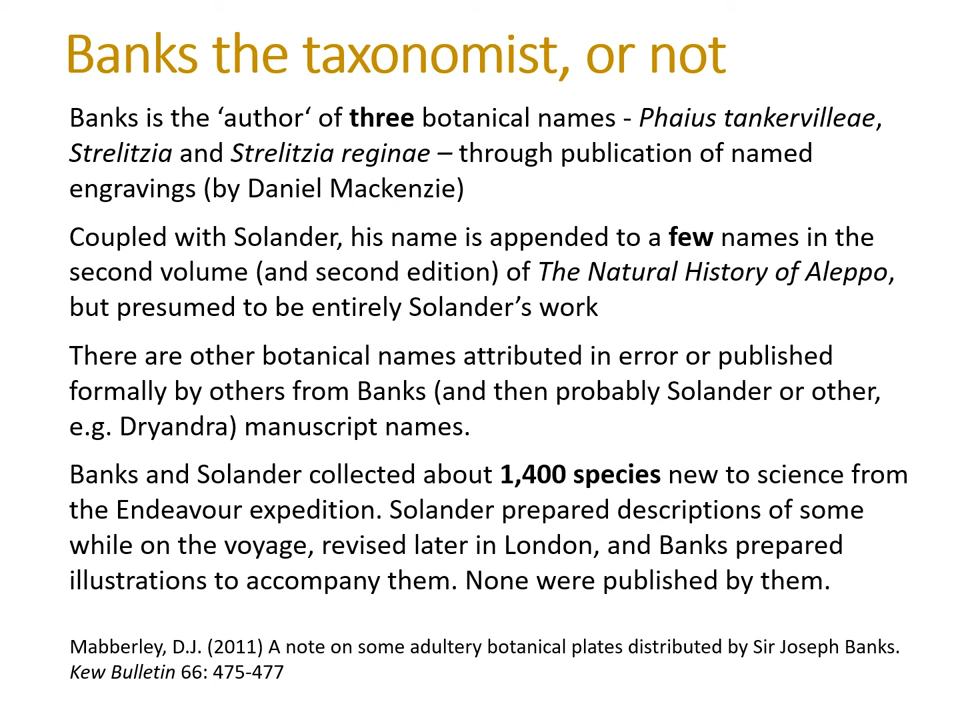 Banks the taxonomist, or not
Banks is the ‘author‘ of three botanical names - Phaius tankervilleae,
Strelitzia and Strelitzia reginae – through publication of named
engravings (by Daniel Mackenzie)
Coupled with Solander, his name is appended to a few names in the
second volume (and second edition) of The Natural History of Aleppo,
but presumed to be entirely Solander’s work
There are other botanical names attributed in error or published
formally by others from Banks (and then probably Solander or other,
e.g. Dryandra) manuscript names.
Banks and Solander collected about 1,400 species new to science from
the Endeavour expedition. Solander prepared descriptions of some
while on the voyage, revised later in London, and Banks prepared
illustrations to accompany them. None were published by them.
Mabberley, D.J. (2011) A note on some adultery botanical plates distributed by Sir Joseph Banks.
Kew Bulletin 66: 475-477